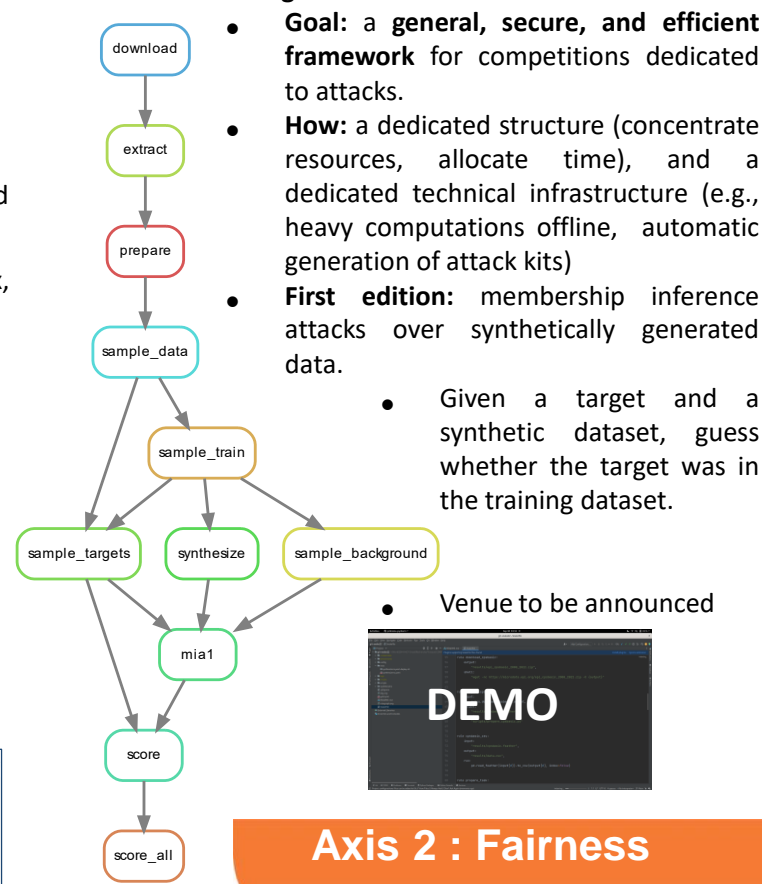 download
extract
prepare
sample_data
sample_train
sample_targets
synthesize
sample_background
mia1
score
score_all
• Goal: a general, secure, and efficient
framework for competitions dedicated
to attacks.
• How: a dedicated structure (concentrate
resources, allocate time), and a
dedicated technical infrastructure (e.g.,
heavy computations offline, automatic
generation of attack kits)
• First edition: membership inference
attacks over synthetically generated
data.
• Given a target and a
synthetic dataset, guess
whether the target was in
the training dataset.
• Venue to be announced
DEMO
Axis 2 : Fairness